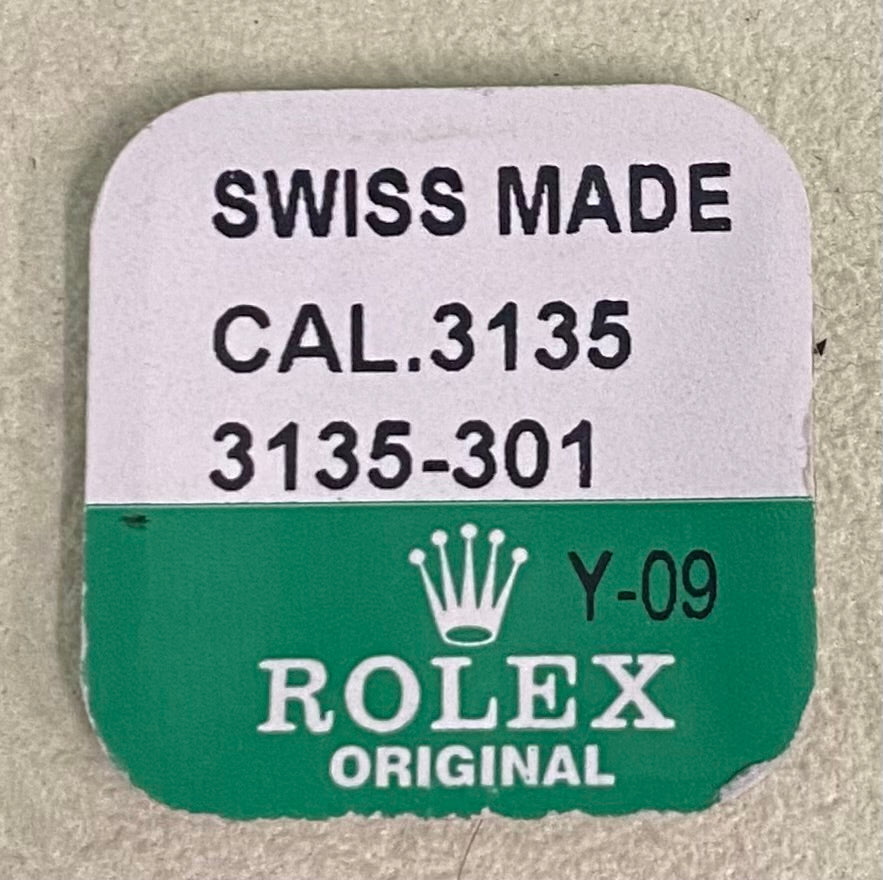 SWISS MADE
CAL.3135
3135-301
Y-09
ROLEX
ORIGINAL